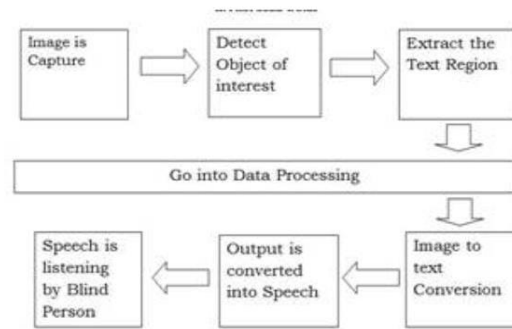 Image is
Capture
Detect
Object of
interest
Extract the
Text Region
Go into Data Processing
Image to
text
Conversion
Output is
converted
into Speech
Speech is
listening
by Blind
Person